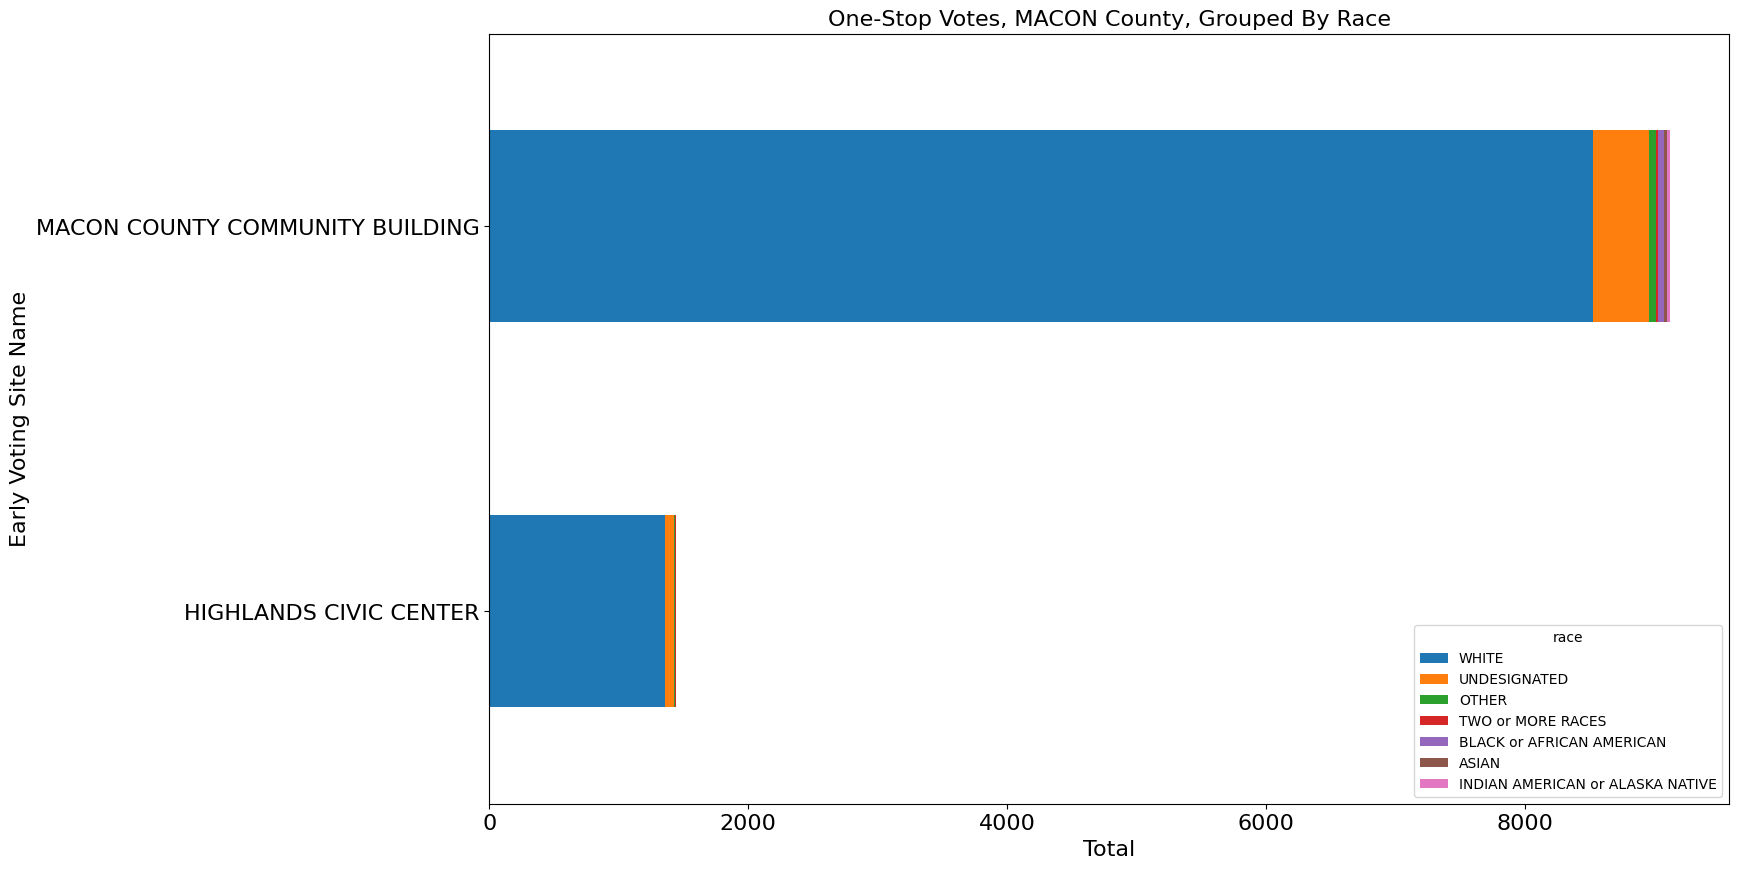 One-Stop Votes, MACON County, Grouped By Race
Early Voting Site Name
MACON COUNTY COMMUNITY BUILDING
HIGHLANDS CIVIC CENTER
race
WHITE
UNDESIGNATED
OTHER
TWO or MORE RACES
BLACK or AFRICAN AMERICAN
ASIAN
INDIAN AMERICAN or ALASKA NATIVE
0 2000 4000 6000 8000
Total